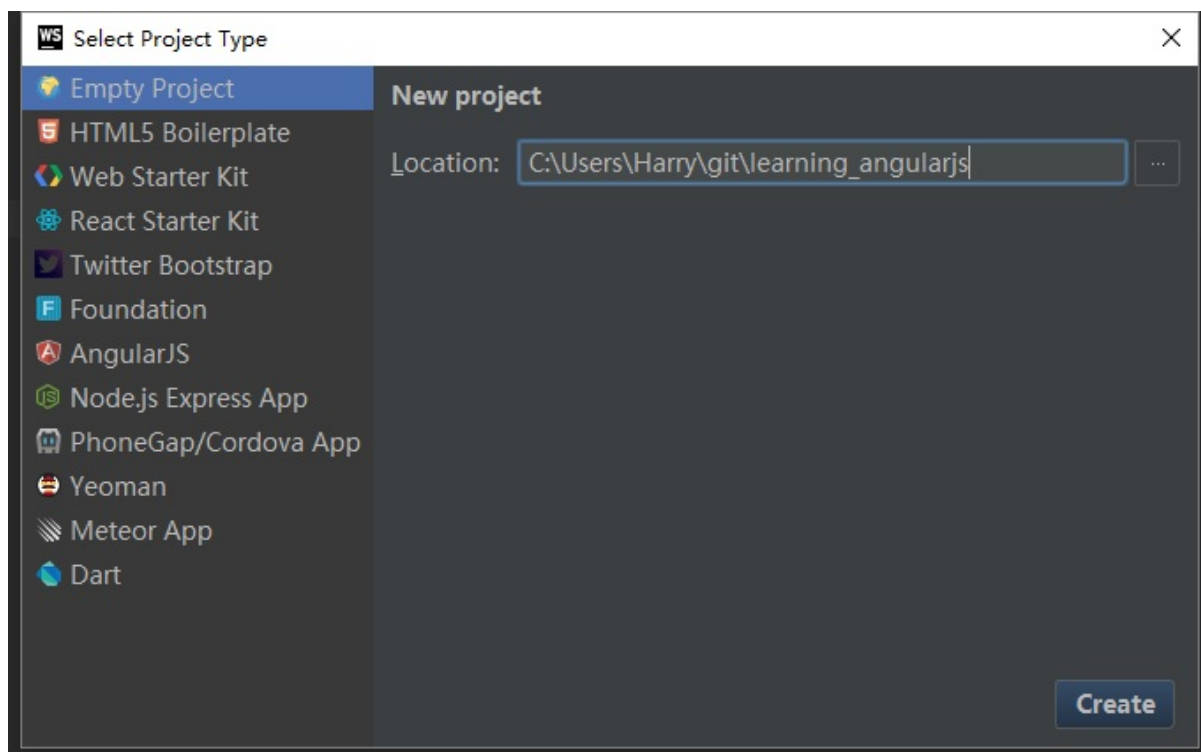 WS Select Project Type
Empty Project
HTML5 Boilerplate
Web Starter Kit
React Starter Kit
Twitter Bootstrap
Foundation
AngularJS
Node.js Express App
PhoneGap/Cordova App
Yeoman
Meteor App
Dart
New project
Location: C:\Users\Harry\git\learning_angularjs
...
Create